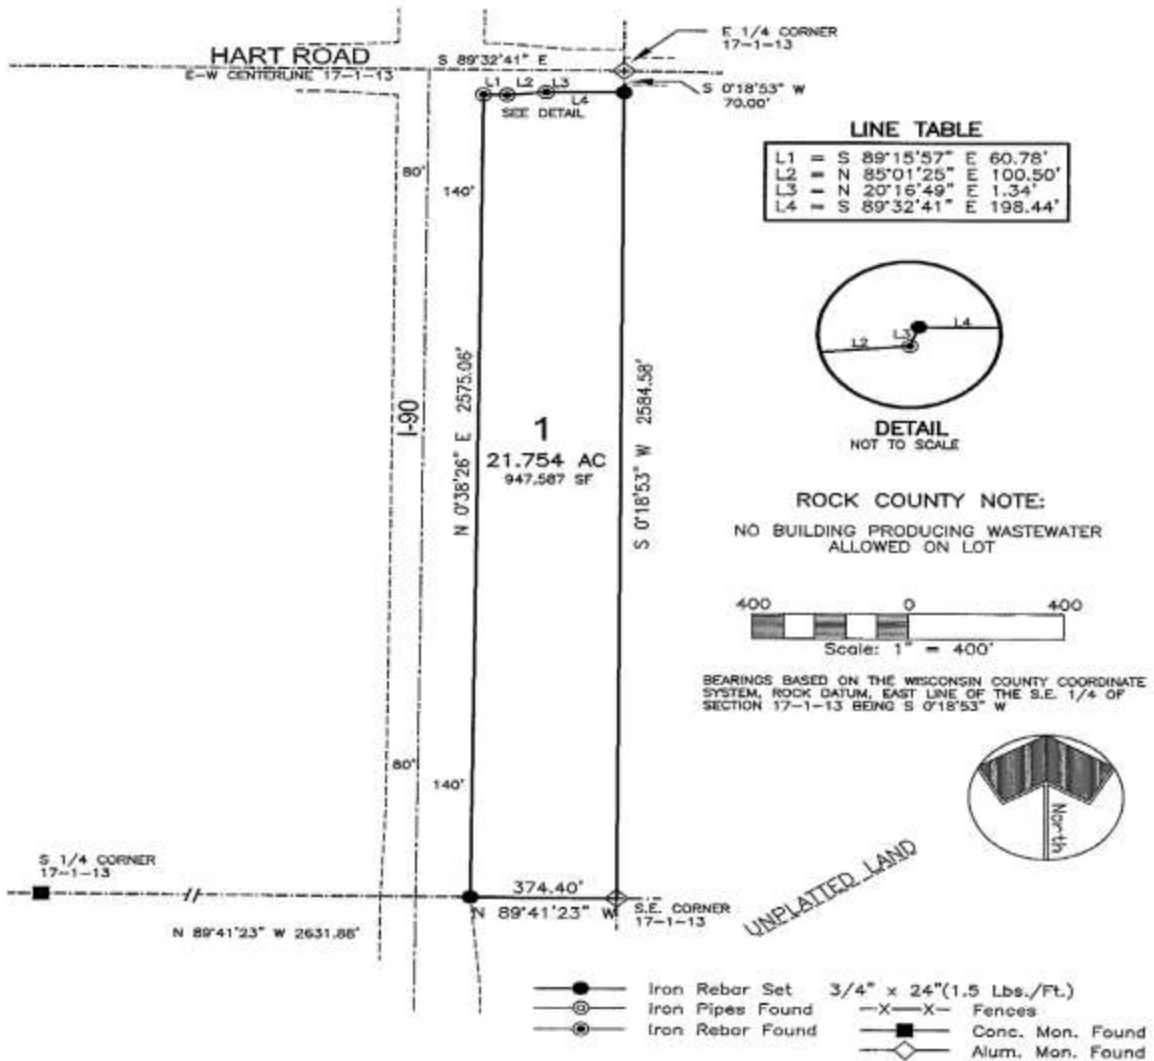 E 1/4 CORNER
17-1-13
HART ROAD
S 89°32'41" E
E-W CENTERLINE 17-1-13
L1 L2 L3
L4
SEE DETAIL
S 0°18'53" W
70.00'
LINE TABLE
L1 = S 89°15'57" E 60.78'
L2 = N 85°01'25" E 100.50'
L3 = N 20°16'49" E 1.34'
L4 = S 89°32'41" E 198.44'
80'
140'
L2 L3 L4
DETAIL
NOT TO SCALE
I-90
N 0°38'26" E 2575.06'
1
21.754 AC
947,587 SF
S 0°18'53" W 2584.58'
ROCK COUNTY NOTE:
NO BUILDING PRODUCING WASTEWATER
ALLOWED ON LOT
400 0 400
Scale: 1" = 400'
BEARINGS BASED ON THE WISCONSIN COUNTY COORDINATE
SYSTEM, ROCK DATUM, EAST LINE OF THE S.E. 1/4 OF
SECTION 17-1-13 BEING S 0°18'53" W
80'
140'
North
S 1/4 CORNER
17-1-13
374.40'
N 89°41'23" W
S.E. CORNER
17-1-13
UNPLATTED LAND
N 89°41'23" W 2631.88'
Iron Rebar Set 3/4" x 24"(1.5 Lbs./Ft.)
Iron Pipes Found -X-X- Fences
Iron Rebar Found Conc. Mon. Found
Alum. Mon. Found